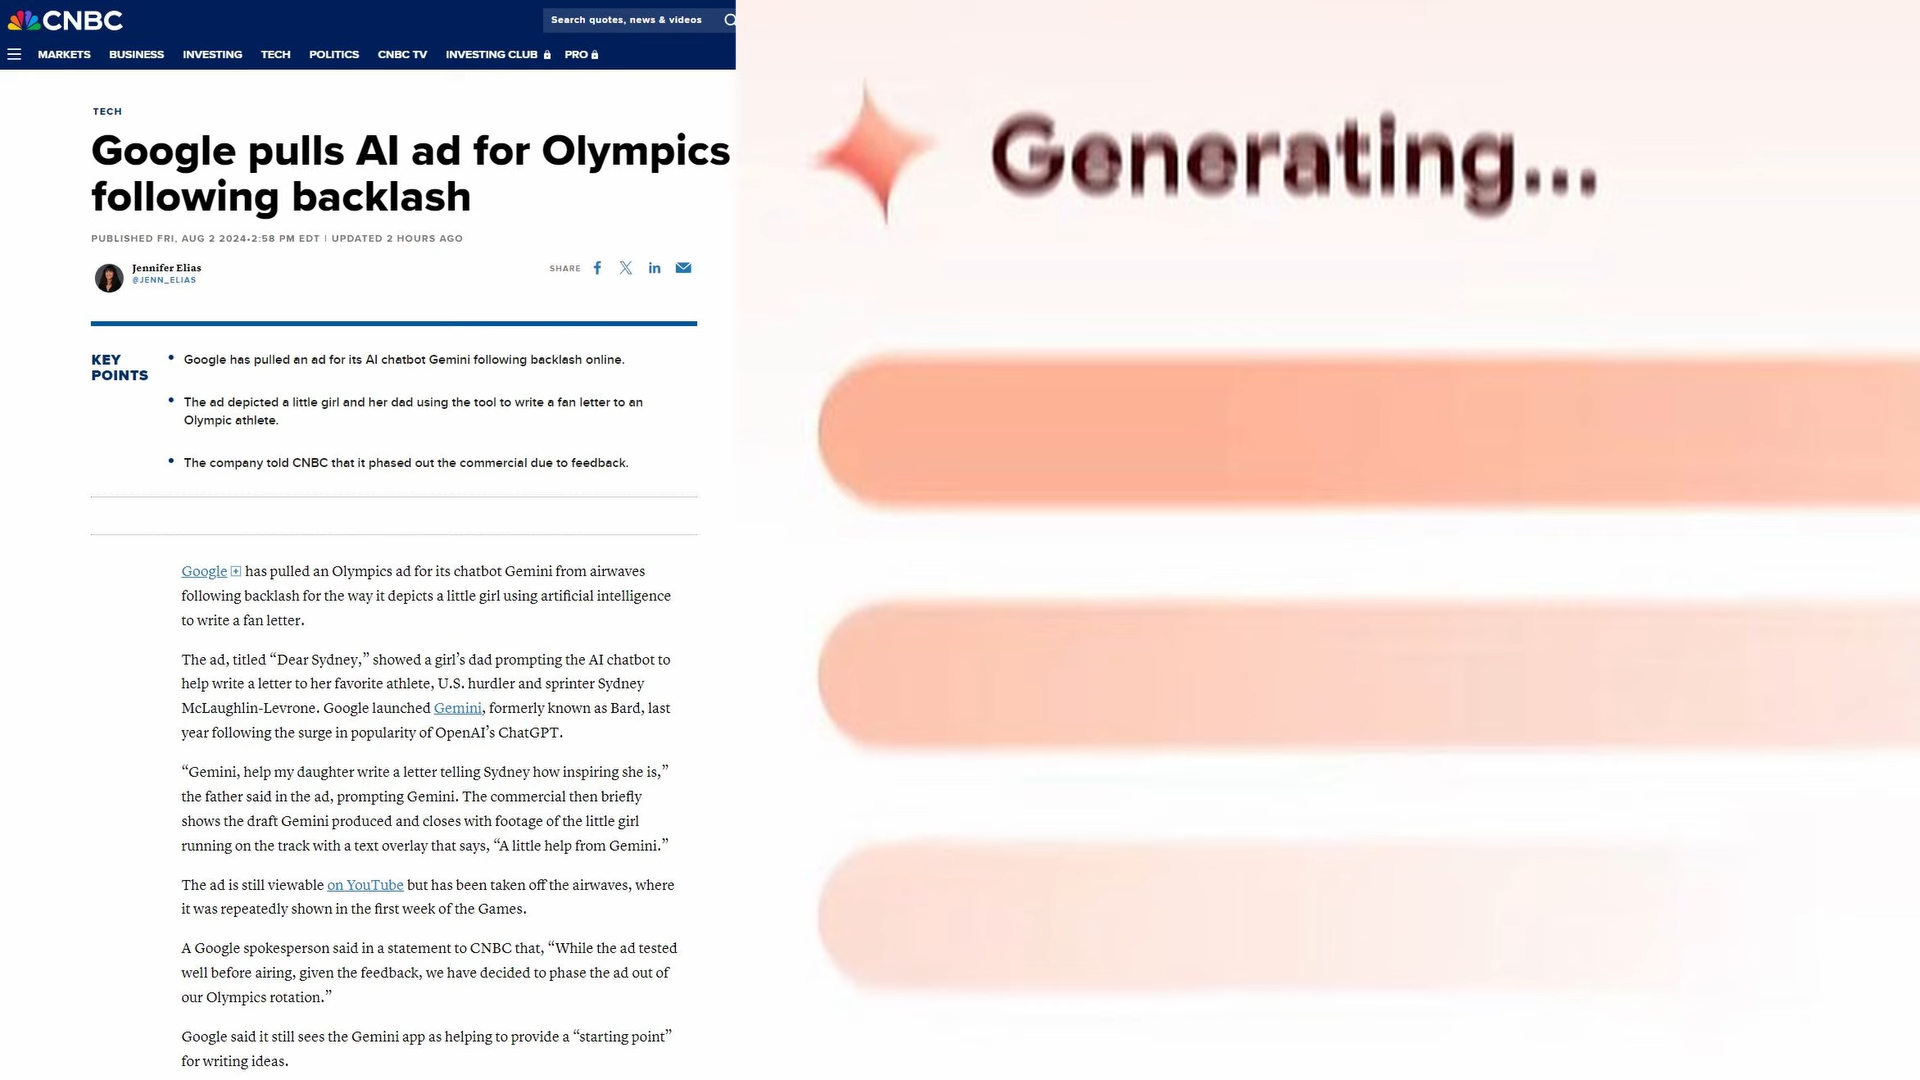 CNBC
Search quotes, news & videos
MARKETS BUSINESS INVESTING TECH POLITICS CNBC TV INVESTING CLUB PRO
TECH
Google pulls AI ad for Olympics
following backlash
PUBLISHED FRI, AUG 2 2024•2:58 PM EDT | UPDATED 2 HOURS AGO
Jennifer Elias
@JENN_ELIAS
SHARE
KEY
POINTS
• Google has pulled an ad for its AI chatbot Gemini following backlash online.
• The ad depicted a little girl and her dad using the tool to write a fan letter to an
Olympic athlete.
• The company told CNBC that it phased out the commercial due to feedback.
Google has pulled an Olympics ad for its chatbot Gemini from airwaves
following backlash for the way it depicts a little girl using artificial intelligence
to write a fan letter.
The ad, titled “Dear Sydney,” showed a girl’s dad prompting the AI chatbot to
help write a letter to her favorite athlete, U.S. hurdler and sprinter Sydney
McLaughlin-Levrone. Google launched Gemini, formerly known as Bard, last
year following the surge in popularity of OpenAI’s ChatGPT.
“Gemini, help my daughter write a letter telling Sydney how inspiring she is,”
the father said in the ad, prompting Gemini. The commercial then briefly
shows the draft Gemini produced and closes with footage of the little girl
running on the track with a text overlay that says, “A little help from Gemini.”
The ad is still viewable on YouTube but has been taken off the airwaves, where
it was repeatedly shown in the first week of the Games.
A Google spokesperson said in a statement to CNBC that, “While the ad tested
well before airing, given the feedback, we have decided to phase the ad out of
our Olympics rotation.”
Google said it still sees the Gemini app as helping to provide a “starting point”
for writing ideas.
Generating...